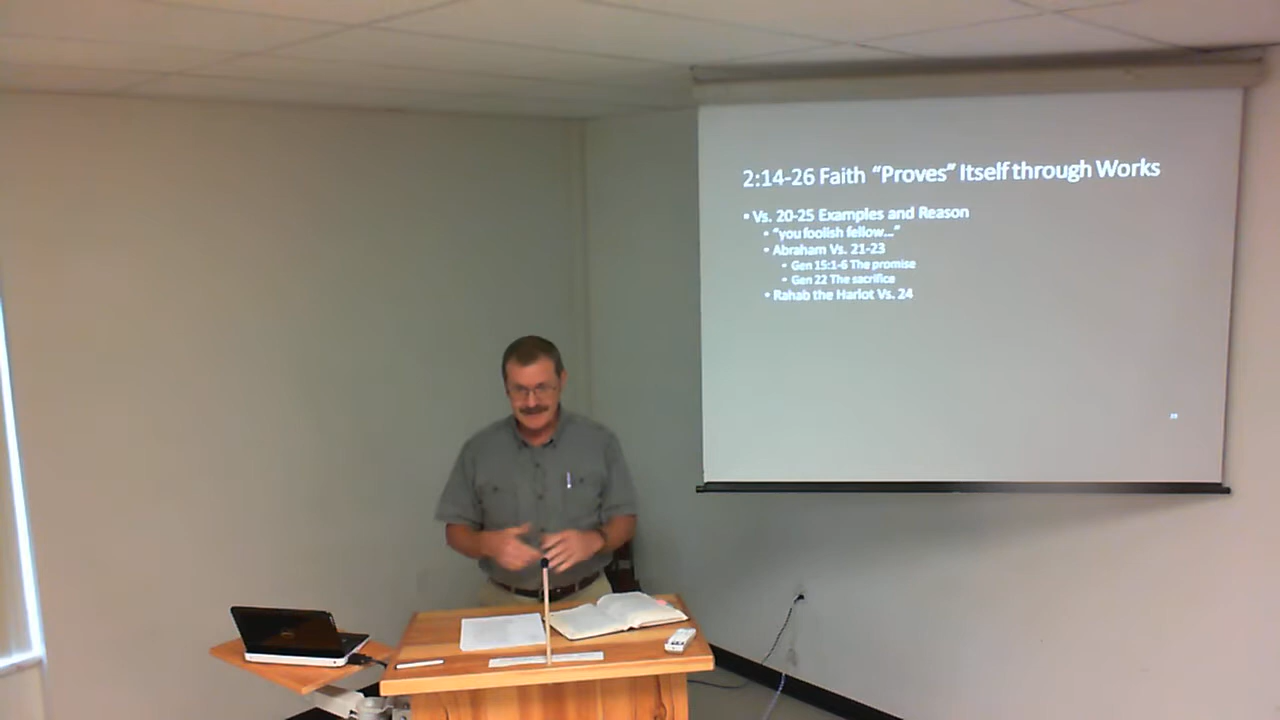 2:14-26 Faith “Proves” Itself through Works
• Vs. 20-25 Examples and Reason
• “you foolish fellow...”
• Abraham Vs. 21-23
• Gen 15:1-6 The promise
• Gen 22 The sacrifice
• Rahab the Harlot Vs. 24